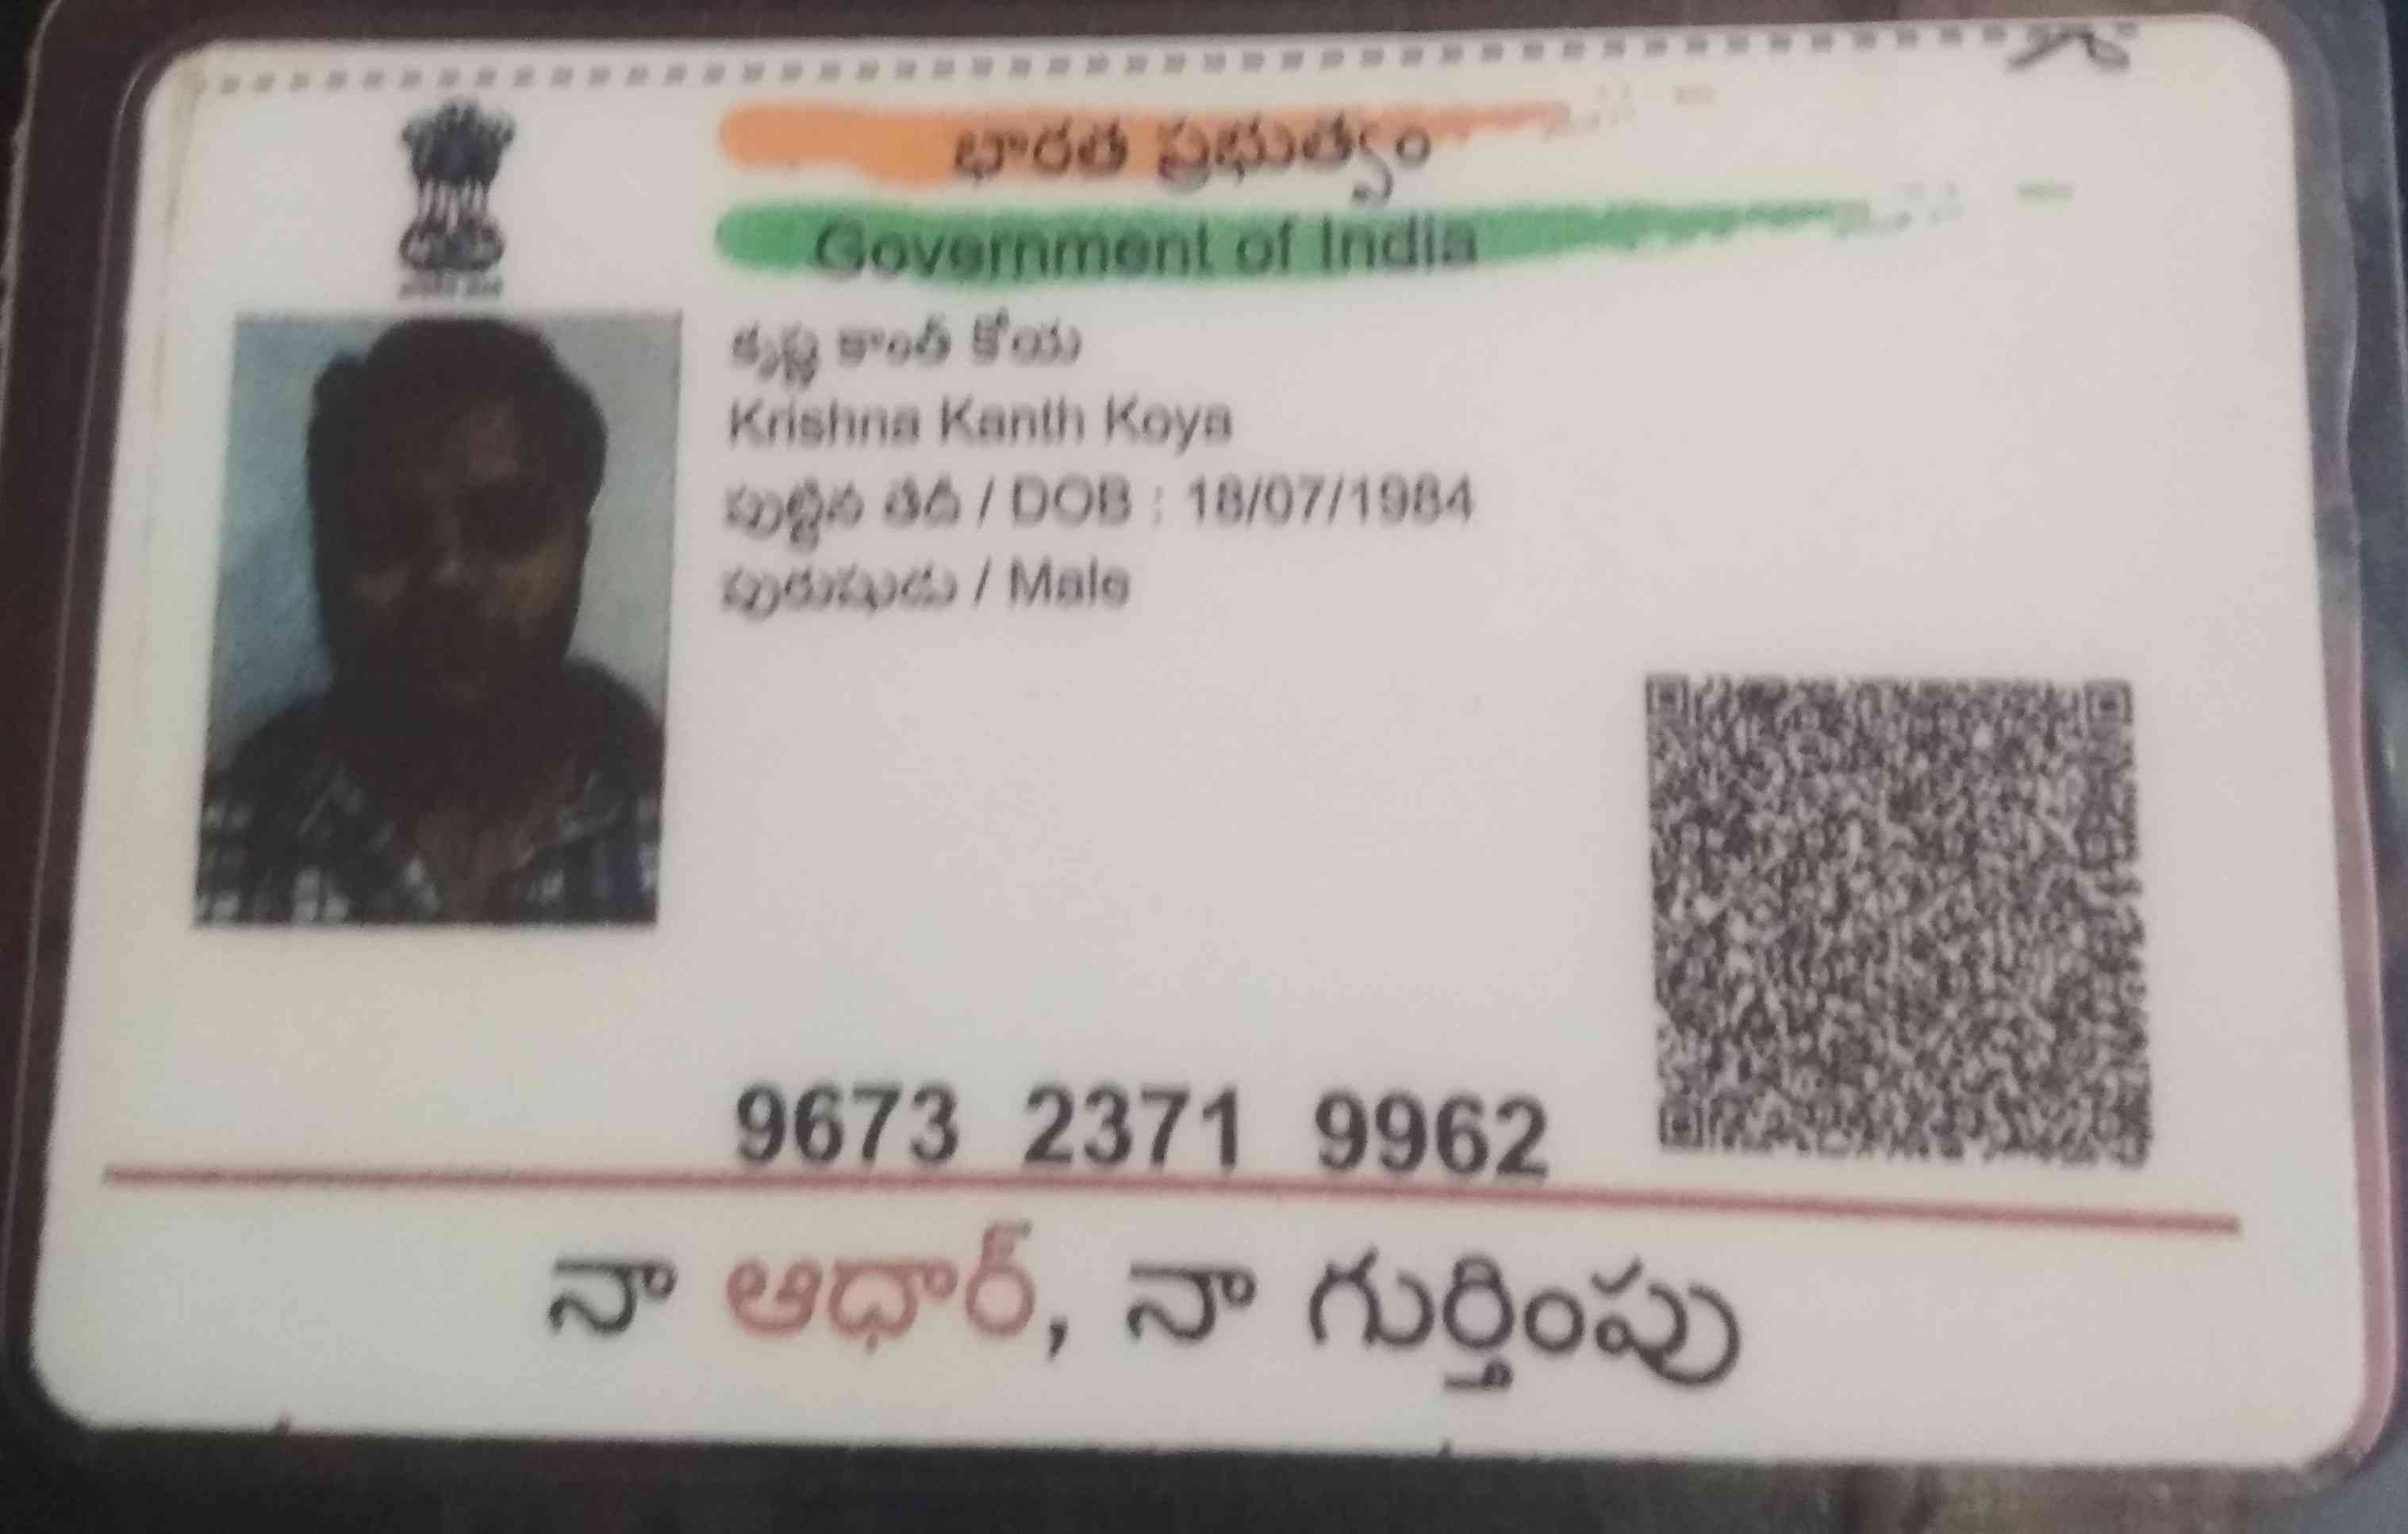 భారత ప్రభుత్వం
Government of India
కృష్ణ కాంత్ కోయ
Krishna Kanth Koya
పుట్టిన తేదీ / DOB : 18/07/1984
పురుషుడు / Male
9673 2371 9962
నా ఆధార్, నా గుర్తింపు